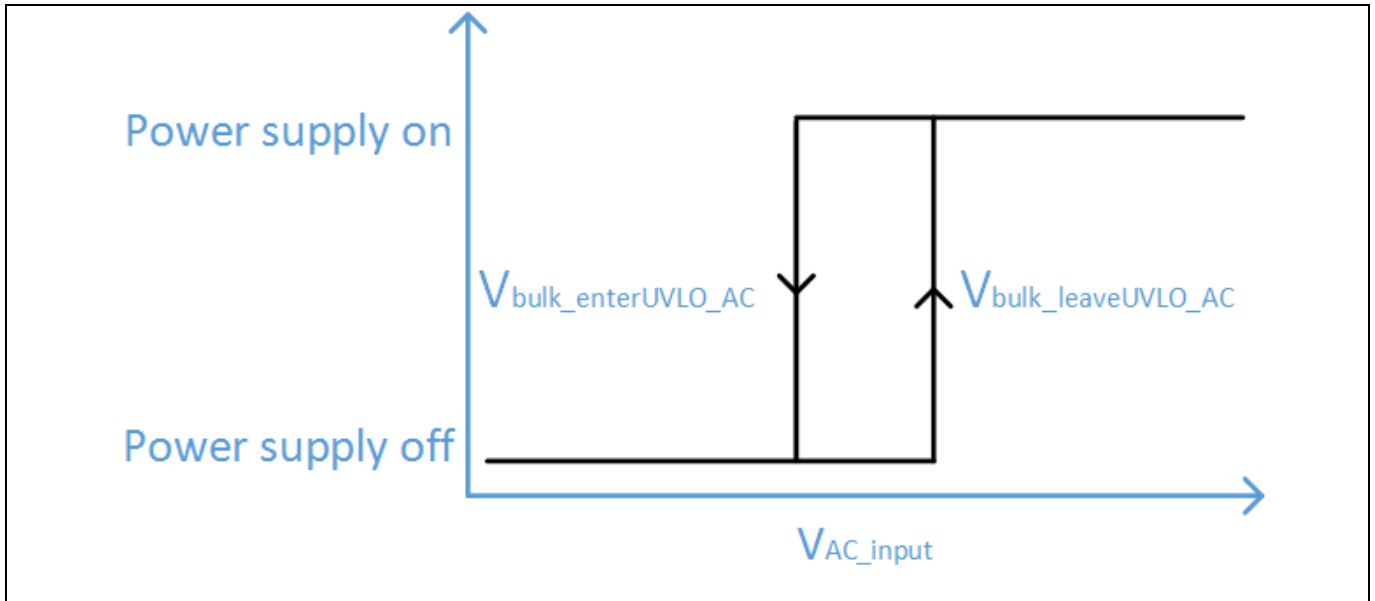 Power supply on
Vbulk_enterUVLO_AC
Vbulk_leaveUVLO_AC
Power supply off
VAC_input